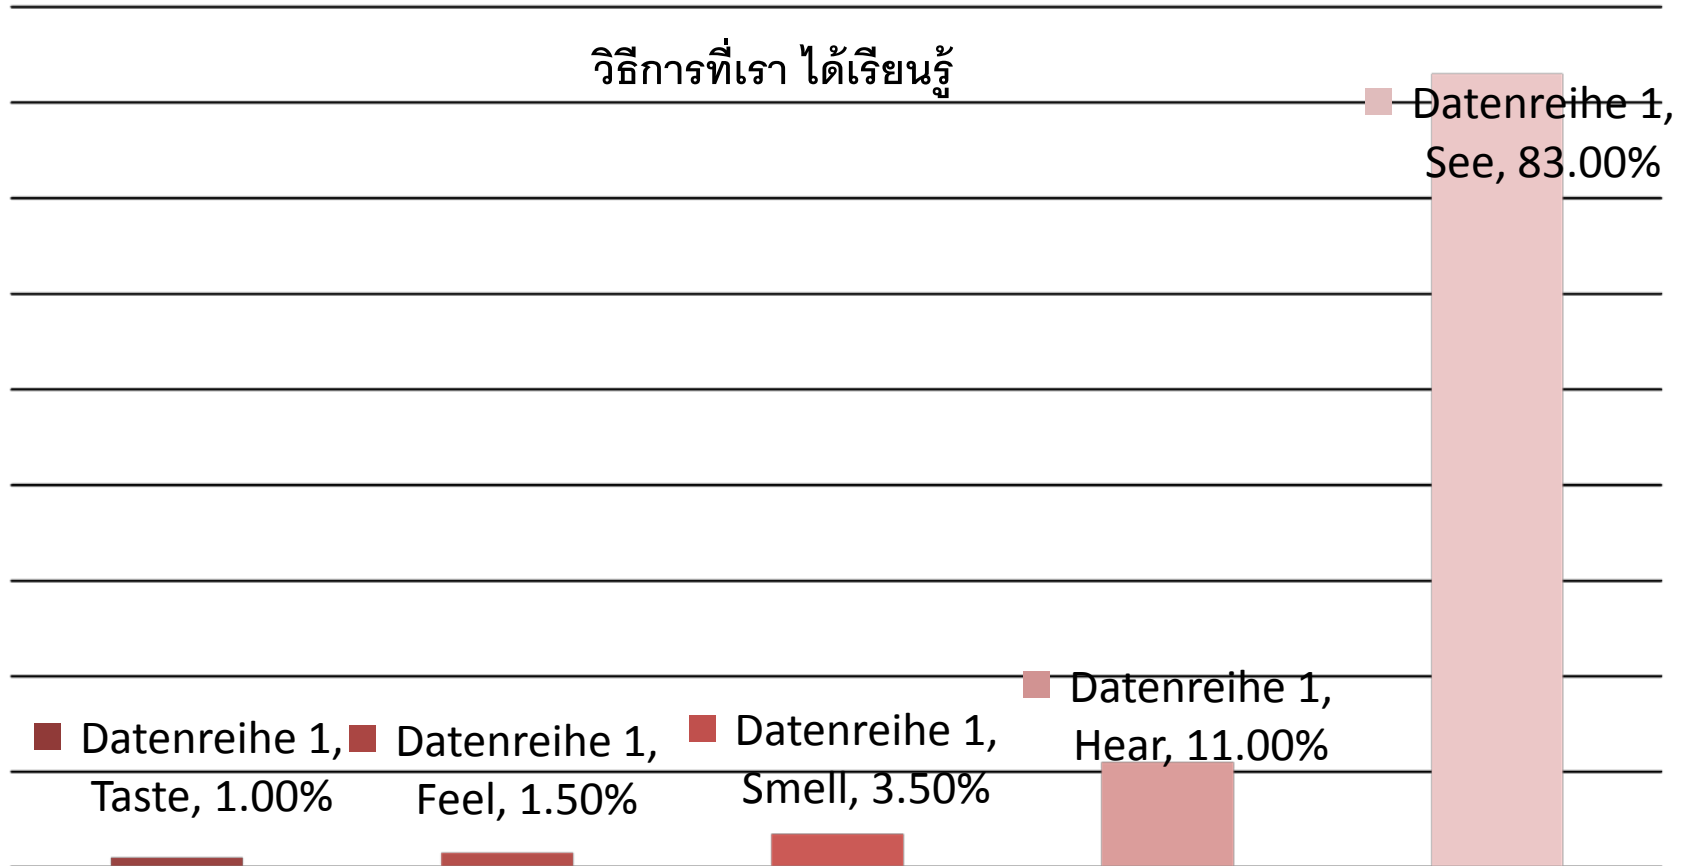 วิธีการที่เรา ได้เรียนรู้
Datenreihe 1,
See, 83.00%
Datenreihe 1,
Hear, 11.00%
Datenreihe 1,
Smell, 3.50%
Datenreihe 1,
Feel, 1.50%
Datenreihe 1,
Taste, 1.00%